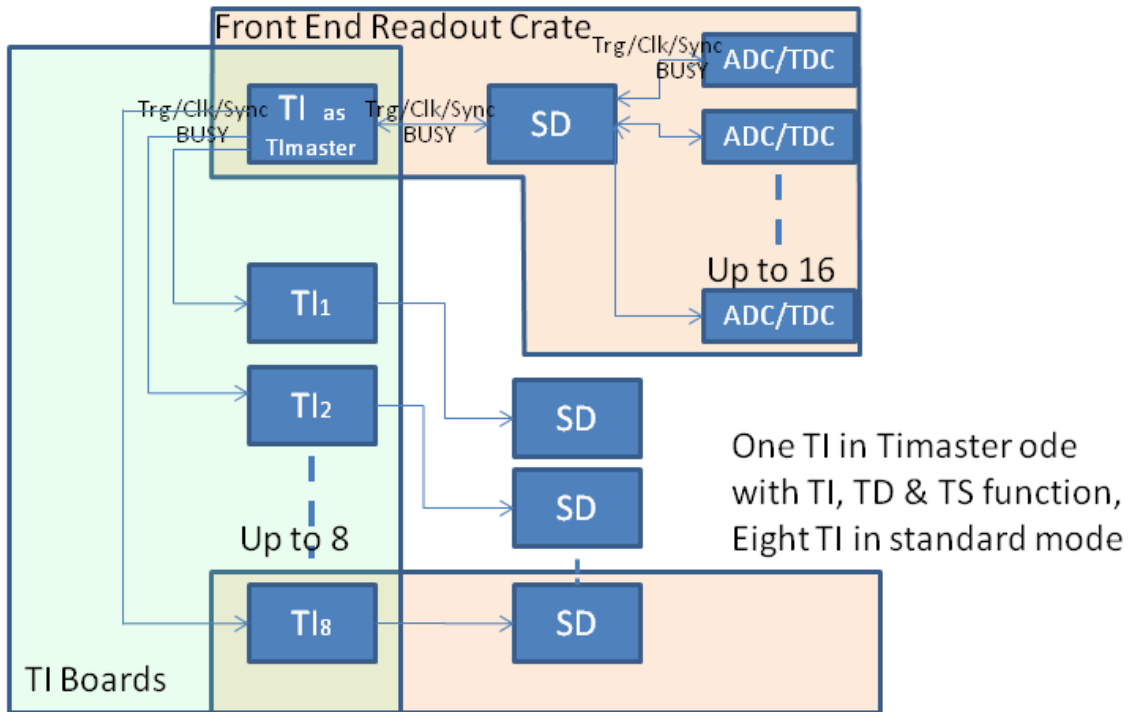 Front End Readout Crate
Trg/Clk/Sync
BUSY
ADC/TDC
Trg/Clk/Sync
BUSY
TI as
TImaster
Trg/Clk/Sync
BUSY
SD
ADC/TDC
Up to 16
ADC/TDC
TI1
TI2
SD
SD
One TI in Timaster ode
with TI, TD & TS function,
Eight TI in standard mode
Up to 8
TI8
SD
TI Boards